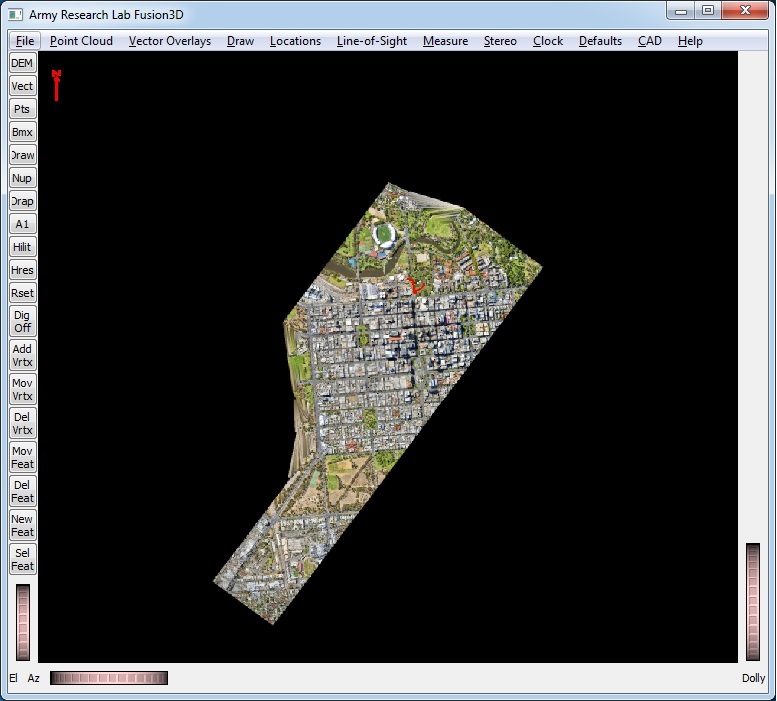 Army Research Lab Fusion3D
File Point Cloud Vector Overlays Draw Locations Line-of-Sight Measure Stereo Clock Defaults CAD Help
DEM
Vect
Pts
Bmx
Draw
Nup
Drap
A1
Hilit
Hres
Rset
Dig
Off
Add
Vrtx
Mov
Vrtx
Del
Vrtx
Mov
Feat
Del
Feat
New
Feat
Sel
Feat
N
El Az Dolly